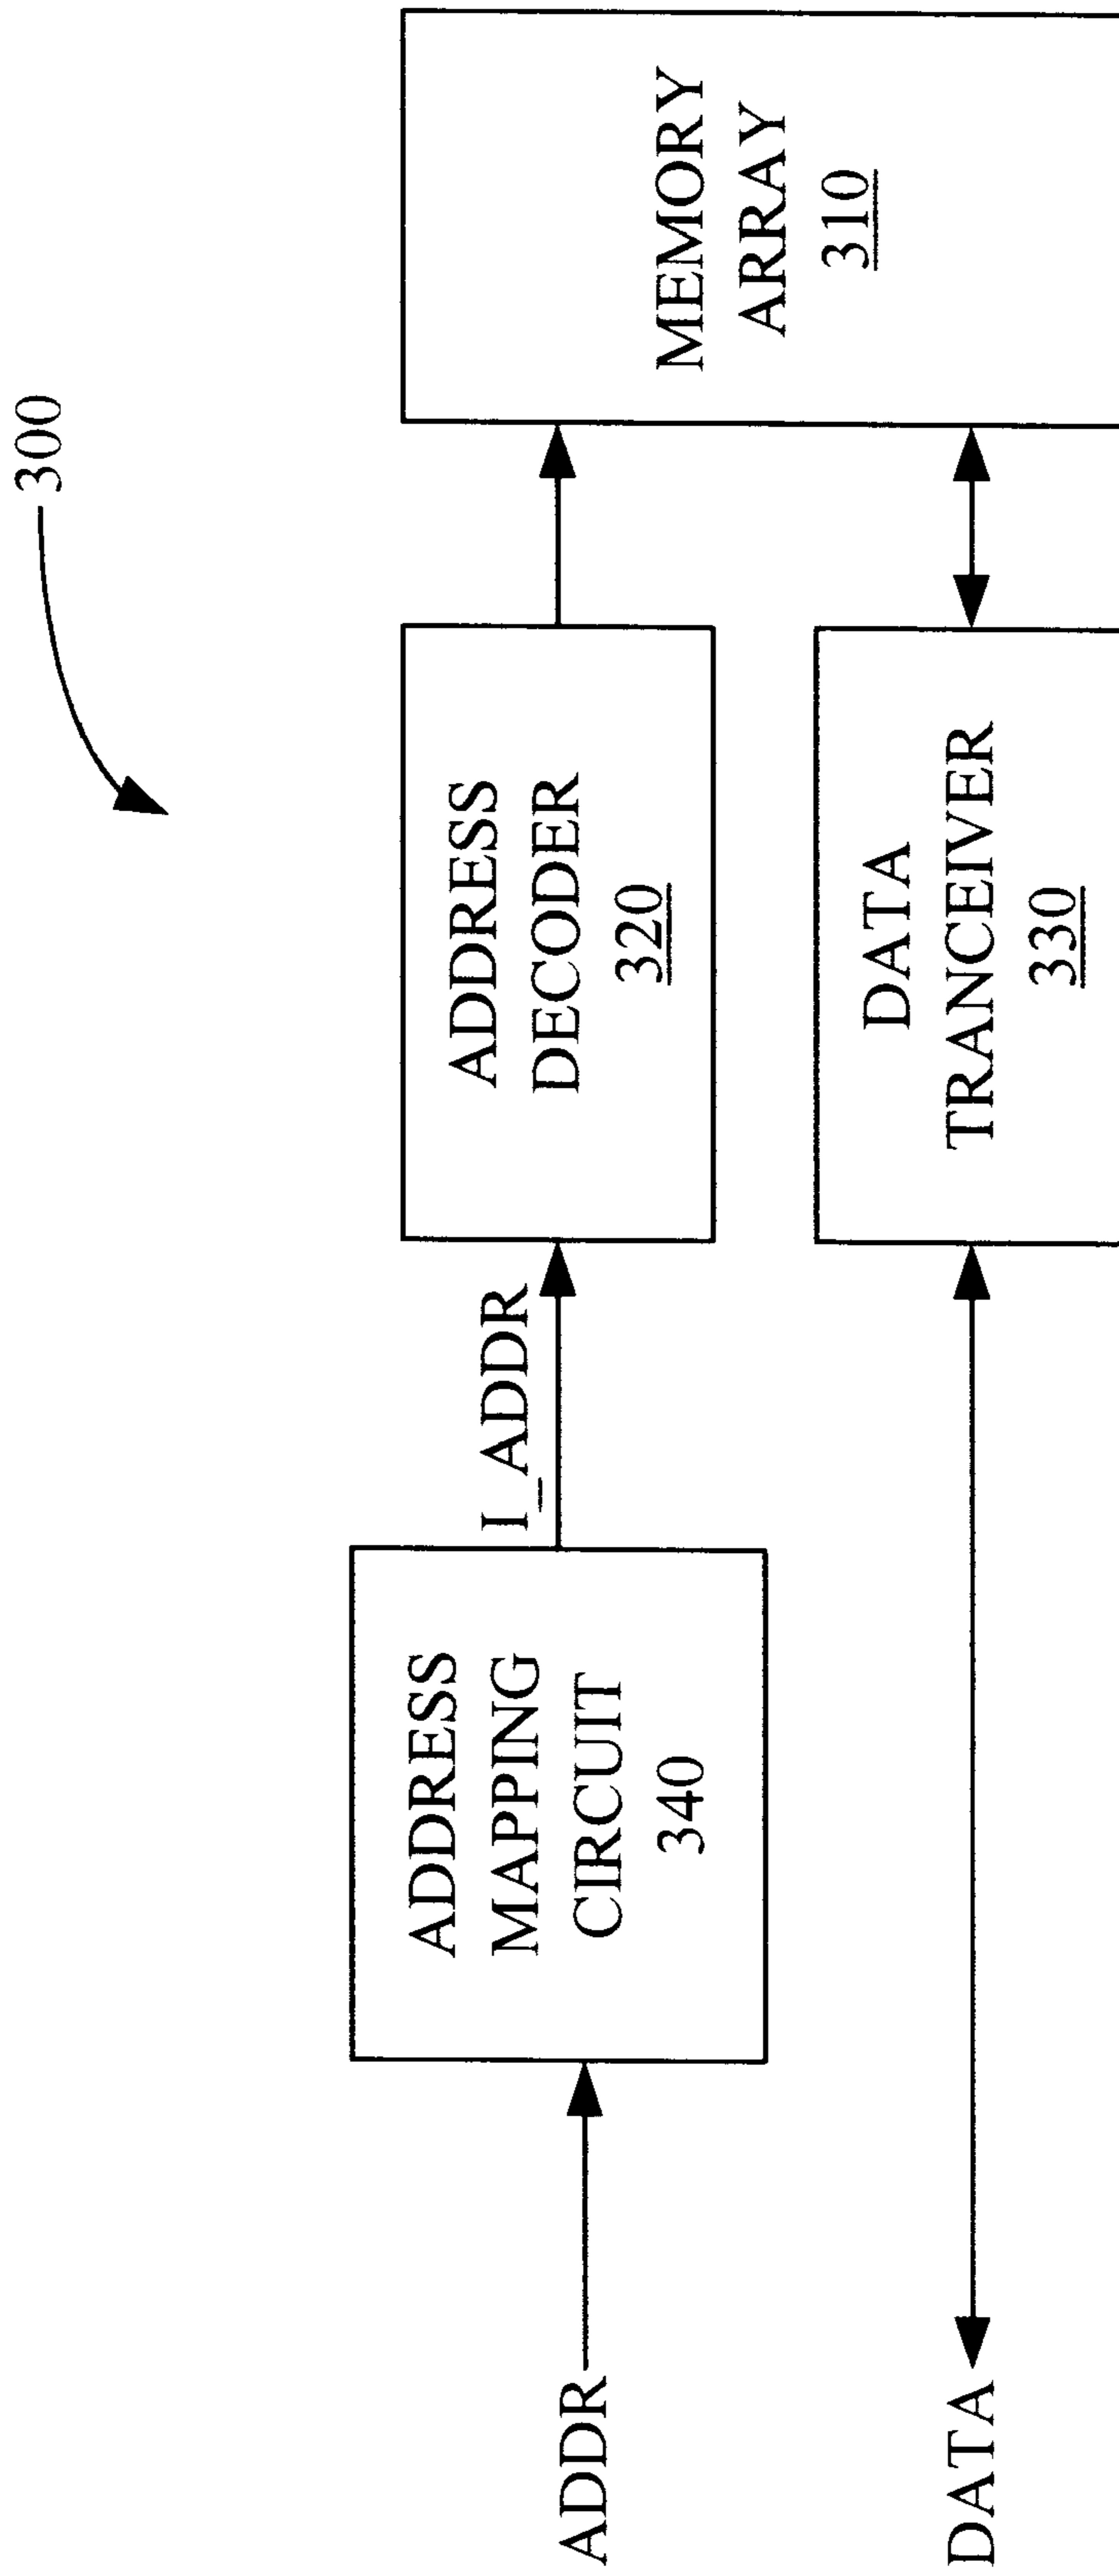 300
ADDR
ADDRESS
MAPPING
CIRCUIT
340
I_ADDR
ADDRESS
DECODER
320
MEMORY
ARRAY
310
DATA
DATA
TRANCEIVER
330